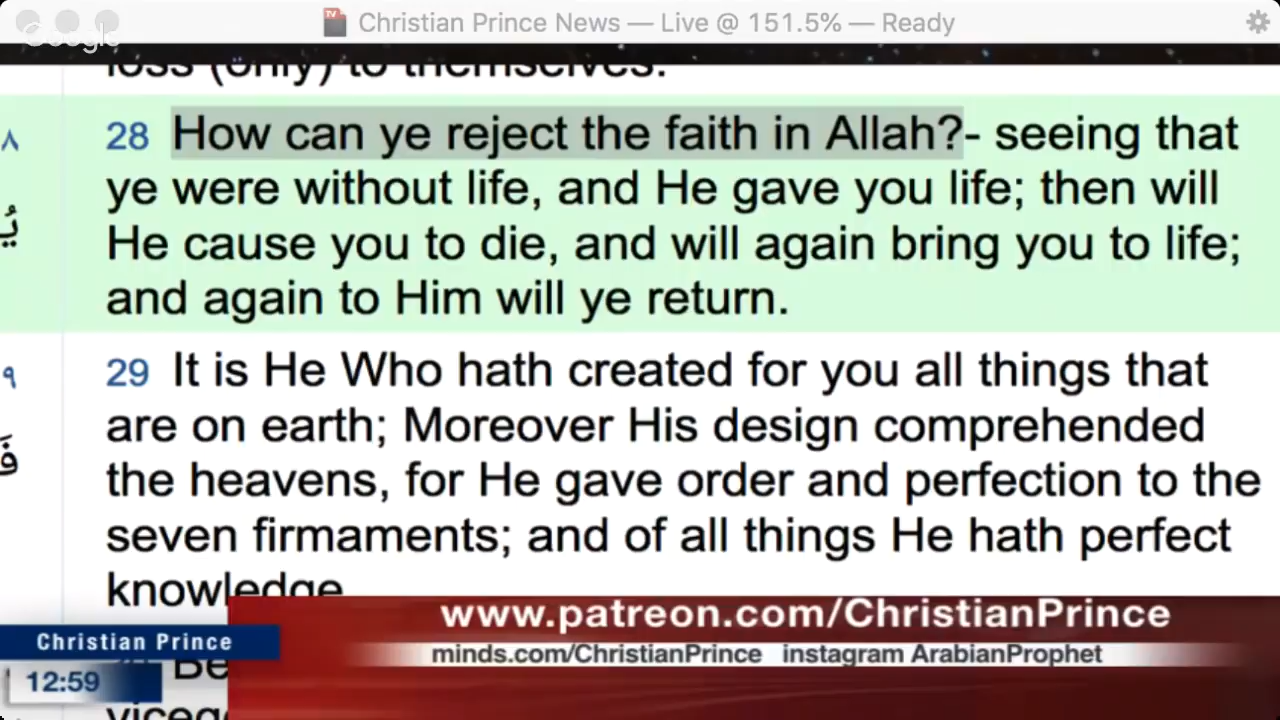 Christian Prince News — Live @ 151.5% — Ready
Google
loss (only) to themselves.
٨
28 How can ye reject the faith in Allah?- seeing that
ye were without life, and He gave you life; then will
He cause you to die, and will again bring you to life;
and again to Him will ye return.
٩
29 It is He Who hath created for you all things that
are on earth; Moreover His design comprehended
the heavens, for He gave order and perfection to the
seven firmaments; and of all things He hath perfect
knowledge.
www.patreon.com/ChristianPrince
Christian Prince
minds.com/ChristianPrince instagram ArabianProphet
Be
12:59